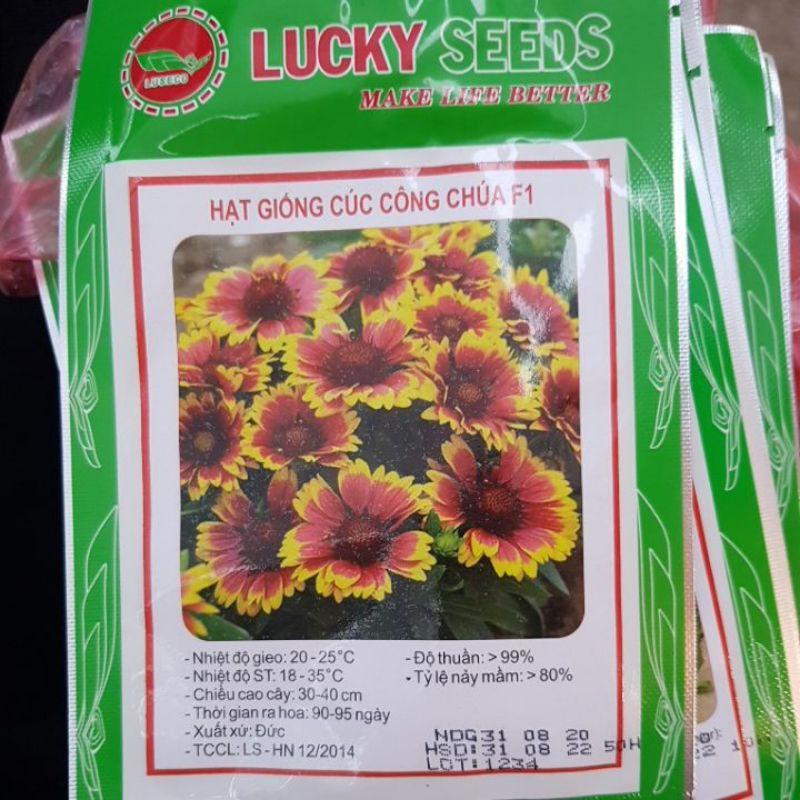 LUSECO
LUCKY SEEDS
MAKE LIFE BETTER
HẠT GIỐNG CÚC CÔNG CHÚA F1
- Nhiệt độ gieo: 20 - 25°C
- Nhiệt độ ST: 18 - 35°C
- Chiều cao cây: 30-40 cm
- Thời gian ra hoa: 90-95 ngày
- Xuất xứ: Đức
- TCCL: LS - HN 12/2014
- Độ thuần: > 99%
- Tỷ lệ nảy mầm: > 80%
NDG:31 08 20
HSD:31 08 22 50H
LOT:1234